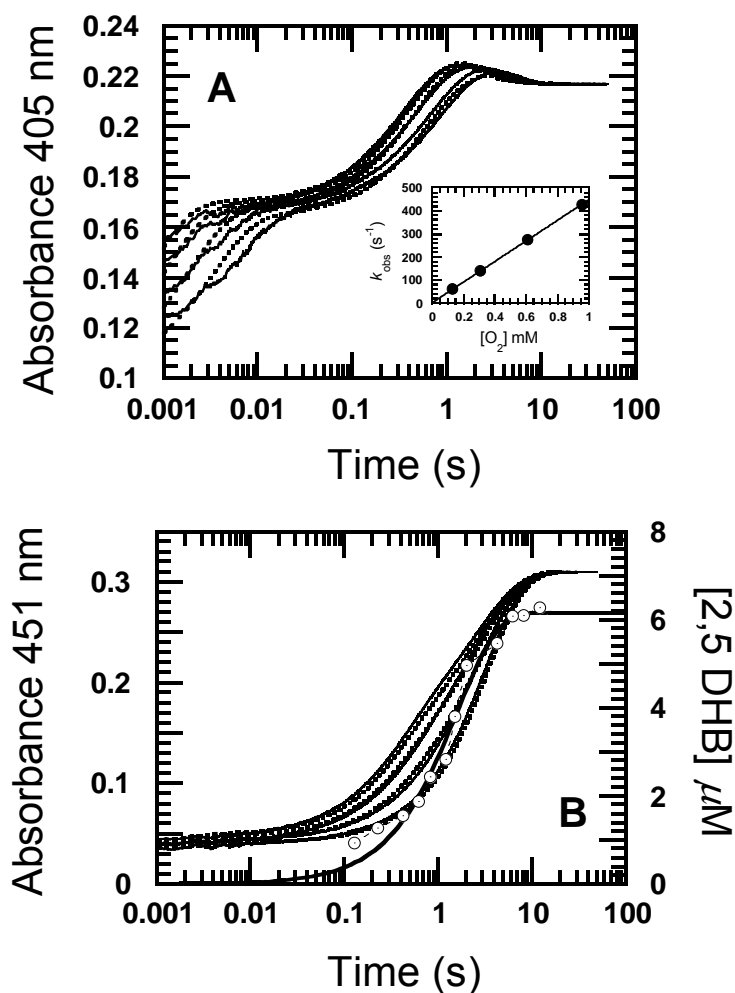 0.24
0.22
0.2
0.18
0.16
0.14
0.12
0.1
Absorbance 405 nm
A
500
400
300
200
100
0
k obs (s-1)
0 0.2 0.4 0.6 0.8 1
[O2] mM
0.001 0.01 0.1 1 10 100
Time (s)
0.3
0.2
0.1
0
Absorbance 451 nm
B
8
6
4
2
0
[2,5 DHB] μM
0.001 0.01 0.1 1 10 100
Time (s)